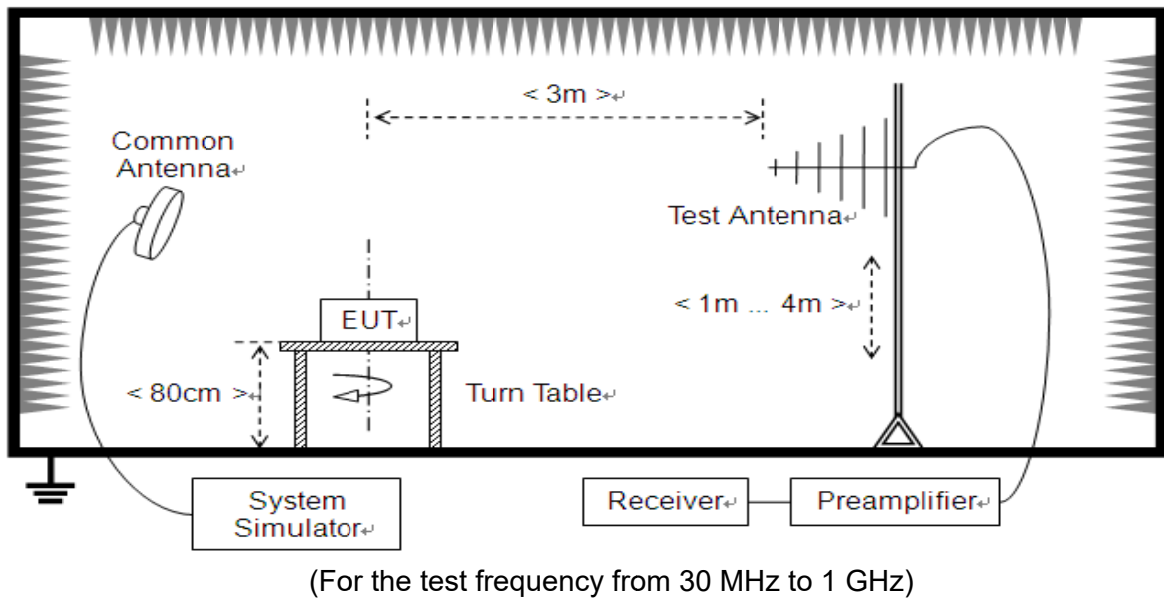 < 3m >↵
Common
Antenna↵
Test Antenna↵
< 1m ... 4m >↵
EUT↵
< 80cm >↵
Turn Table↵
System
Simulator↵
Receiver↵
Preamplifier↵
(For the test frequency from 30 MHz to 1 GHz)